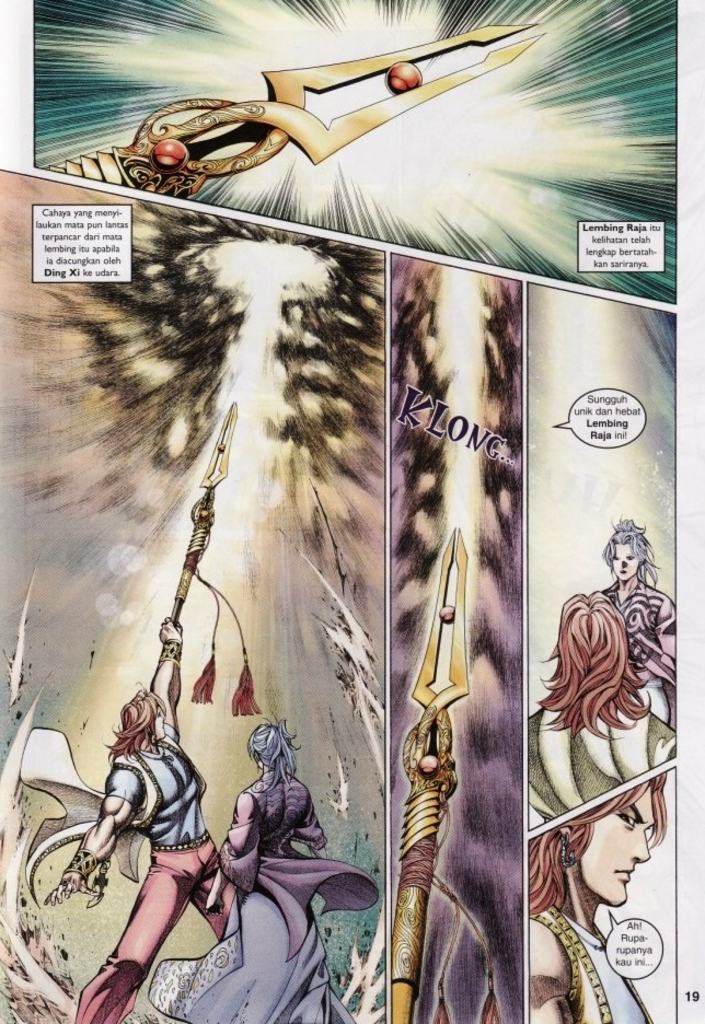 Cahaya yang menyi-
laukan mata pun lantas
terpancar dari mata
lembing itu apabila
ia diacungkan oleh
Ding Xi ke udara.
Lembing Raja itu
kelihatan telah
lengkap bertatah-
kan sariranya.
KLONG...
Sungguh
unik dan hebat
Lembing
Raja ini!
Ah!
Rupa-
rupanya
kau ini...
19